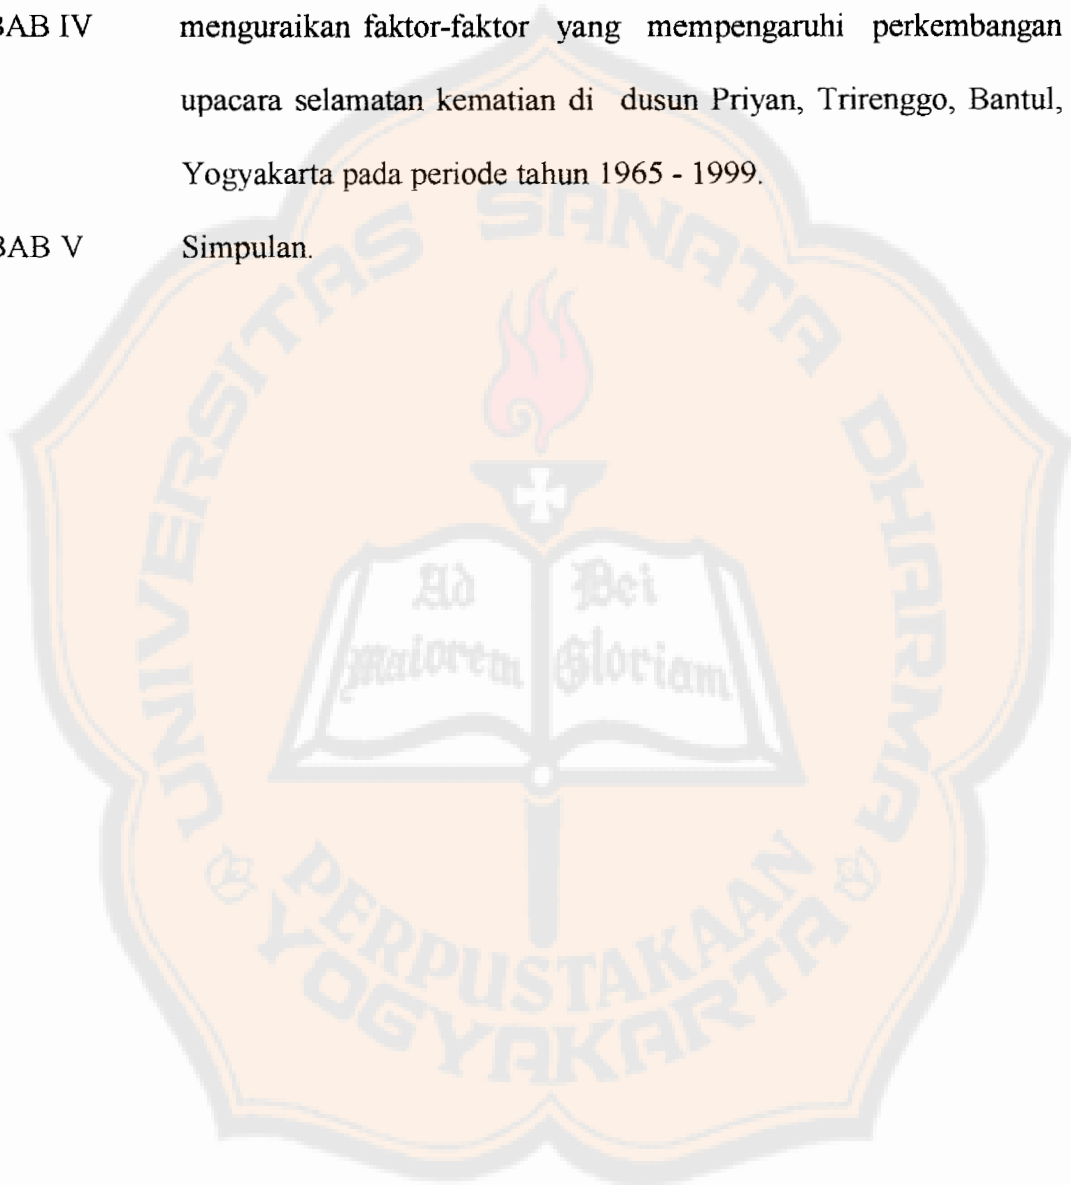 BAB IV menguraikan faktor-faktor yang mempengaruhi perkembangan
upacara selamatan kematian di dusun Priyan, Trirenggo, Bantul,
Yogyakarta pada periode tahun 1965 - 1999.
BAB V Simpulan.
UNIVERSITAS SANATA DHARMA
Ad Dei
maiorem Gloriam
PERPUSTAKAAN
YOGYAKARTA